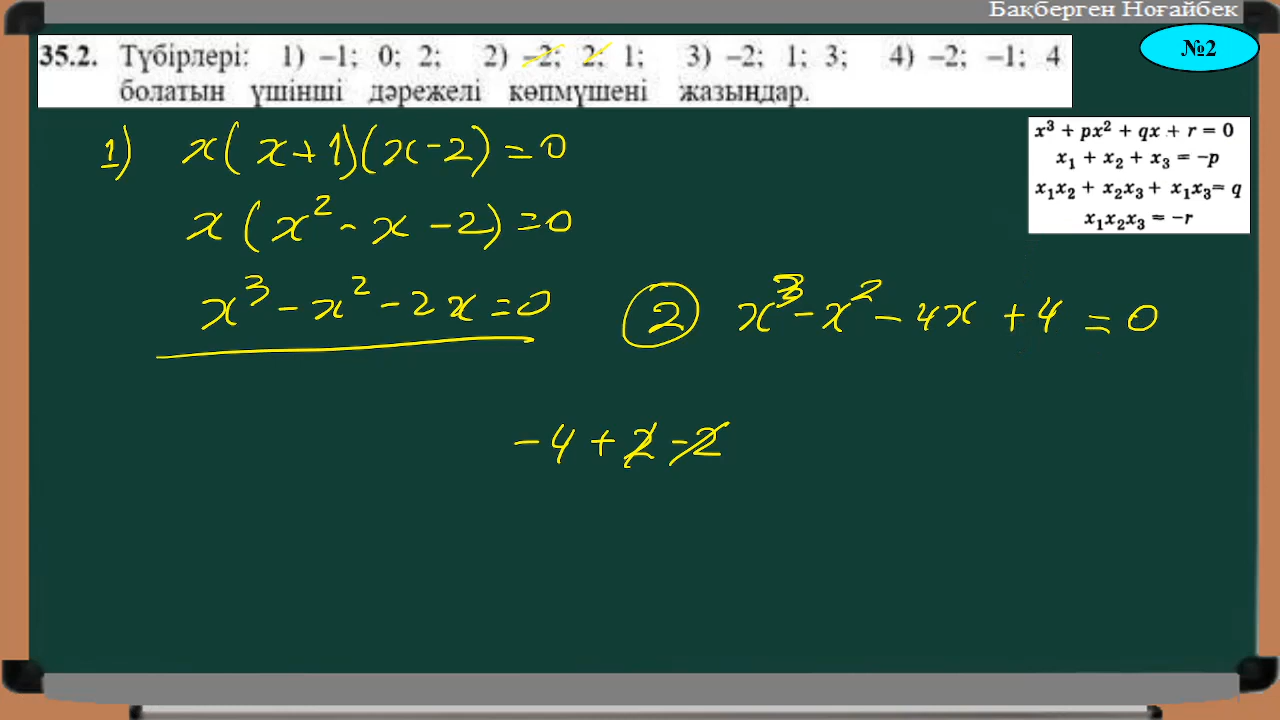 Бақберген Ноғайбек
№2
35.2. Түбірлері: 1) –1; 0; 2; 2) –2; 2; 1; 3) –2; 1; 3; 4) –2; –1; 4
болатын үшінші дәрежелі көпмүшені жазыңдар.
x³ + px² + qx + r = 0
x₁ + x₂ + x₃ = –p
x₁x₂ + x₂x₃ + x₁x₃= q
x₁x₂x₃ = –r
1) x(x+1)(x-2)=0
x(x²-x-2)=0
x³-x²-2x=0
2 x³-x²-4x+4=0
-4+2-2